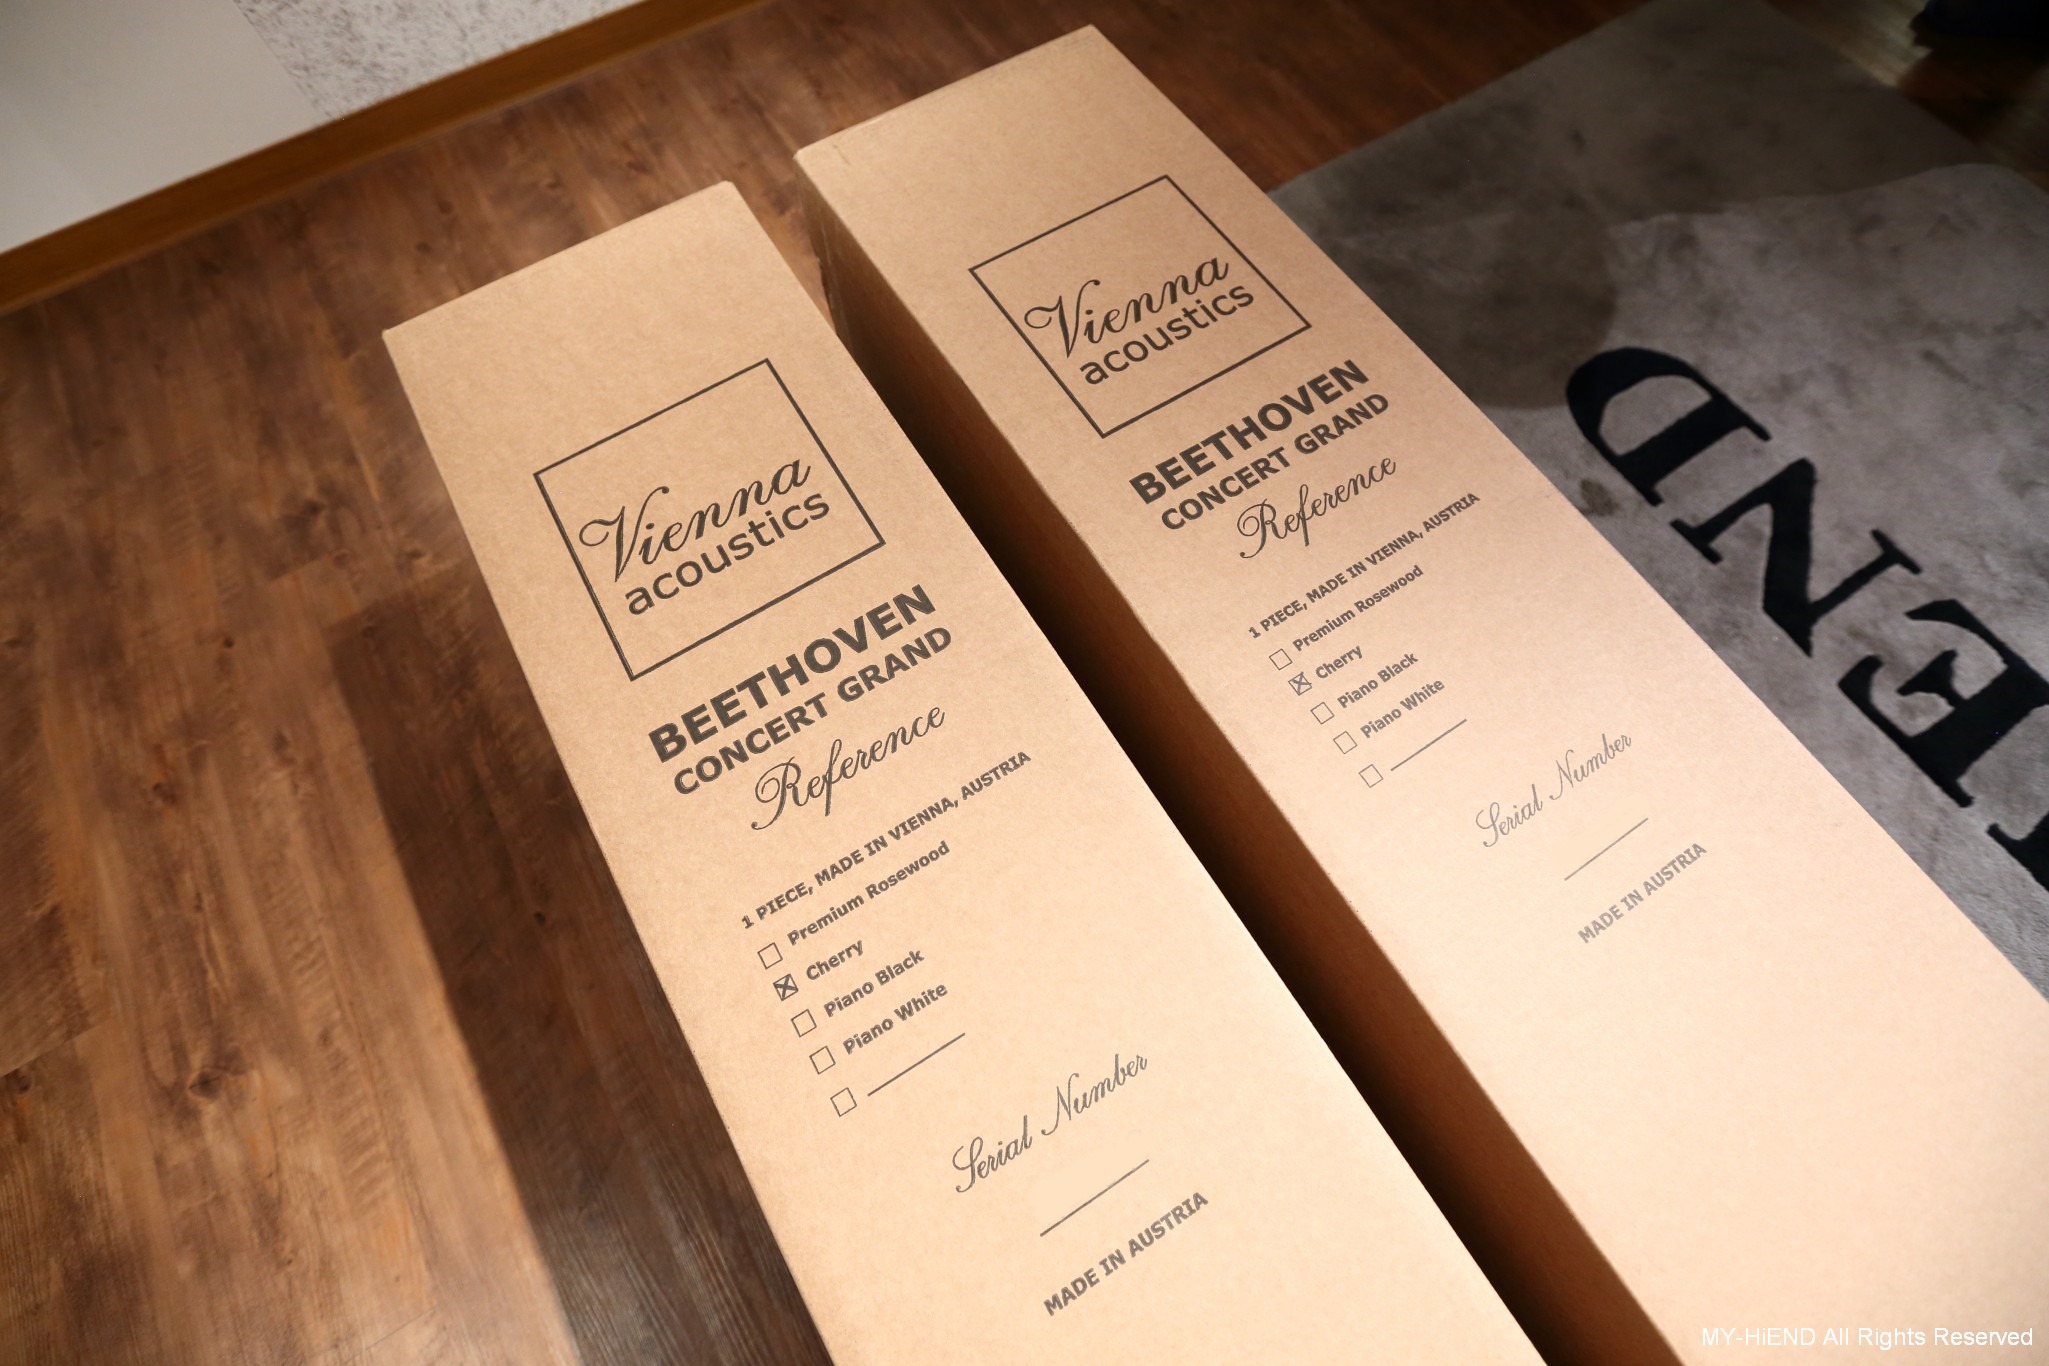 Vienna
acoustics
BEETHOVEN
CONCERT GRAND
Reference
1 PIECE, MADE IN VIENNA, AUSTRIA
Premium Rosewood
Cherry
Piano Black
Piano White
Serial Number
MADE IN AUSTRIA
Vienna
acoustics
BEETHOVEN
CONCERT GRAND
Reference
1 PIECE, MADE IN VIENNA, AUSTRIA
Premium Rosewood
Cherry
Piano Black
Piano White
Serial Number
MADE IN AUSTRIA
END
MY-HiEND All Rights Reserved